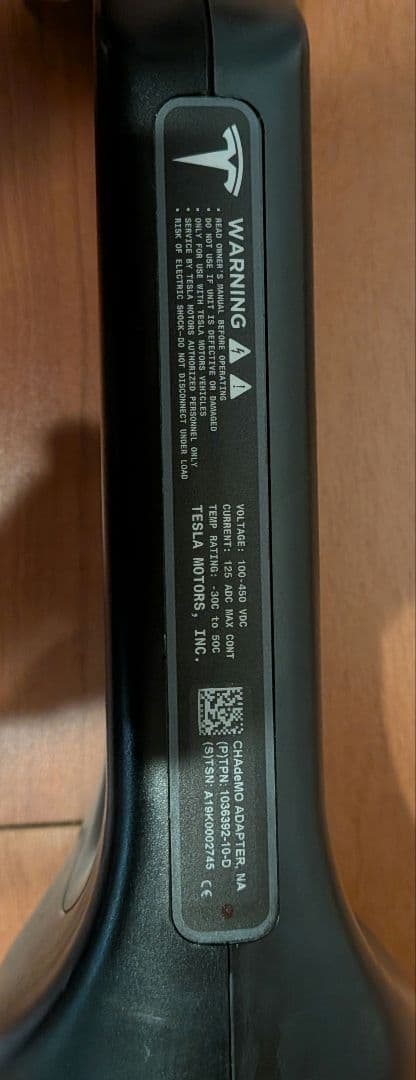 WARNING
• READ OWNER'S MANUAL BEFORE OPERATING
• DO NOT USE IF UNIT IS DEFECTIVE OR DAMAGED
• ONLY FOR USE WITH TESLA MOTORS VEHICLES
• SERVICE BY TESLA MOTORS AUTHORIZED PERSONNEL ONLY
• RISK OF ELECTRIC SHOCK—DO NOT DISCONNECT UNDER LOAD
VOLTAGE: 100-450 VDC
CURRENT: 125 ADC MAX CONT
TEMP RATING: -30C to 50C
TESLA MOTORS, INC.
CHAdeMO ADAPTER, NA
(P)TPN: 1036392-10-D
(S)TSN: A19K0002745 CE